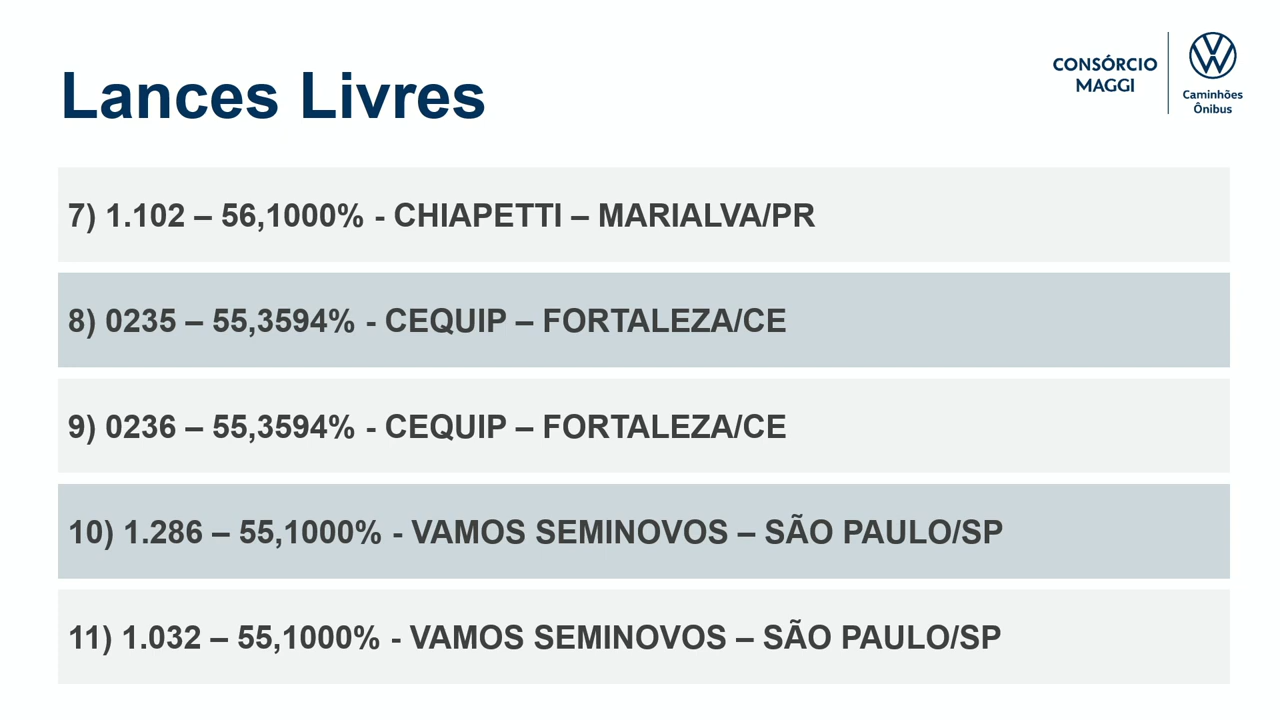 Lances Livres
CONSÓRCIO
MAGGI
Caminhões
Ônibus
7) 1.102 – 56,1000% - CHIAPETTI – MARIALVA/PR
8) 0235 – 55,3594% - CEQUIP – FORTALEZA/CE
9) 0236 – 55,3594% - CEQUIP – FORTALEZA/CE
10) 1.286 – 55,1000% - VAMOS SEMINOVOS – SÃO PAULO/SP
11) 1.032 – 55,1000% - VAMOS SEMINOVOS – SÃO PAULO/SP